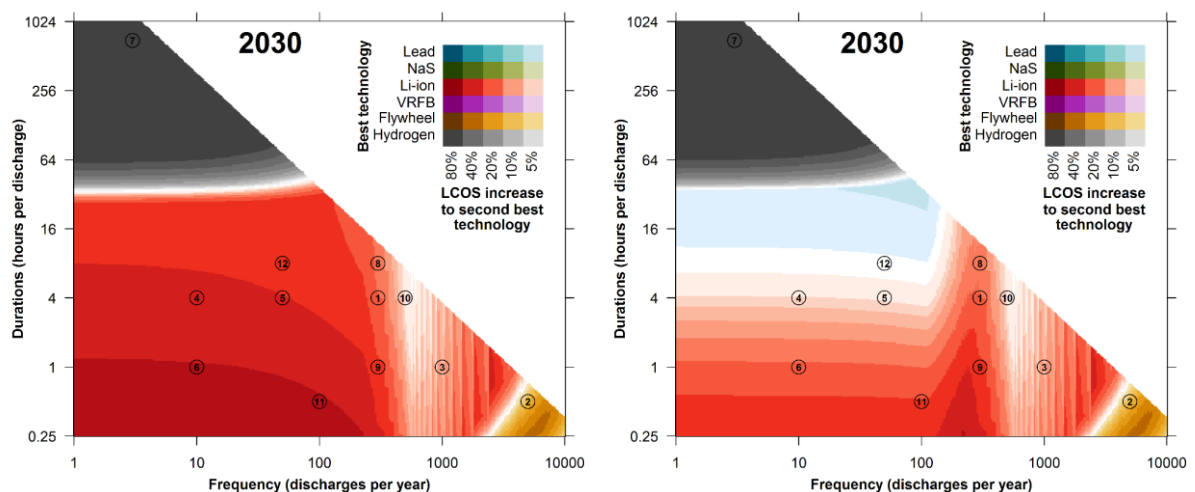 1024
256
64
16
4
1
0.25
Durations (hours per discharge)
1
10
100
1000
10000
Frequency (discharges per year)
2030
Best technology
Lead
NaS
Li-ion
VRFB
Flywheel
Hydrogen
80%
40%
20%
10%
5%
LCOS increase
to second best
technology
7
12
8
4
5
1
10
6
9
3
11
2
1024
256
64
16
4
1
0.25
Durations (hours per discharge)
1
10
100
1000
10000
Frequency (discharges per year)
2030
Best technology
Lead
NaS
Li-ion
VRFB
Flywheel
Hydrogen
80%
40%
20%
10%
5%
LCOS increase
to second best
technology
7
12
8
4
5
1
10
6
9
3
11
2